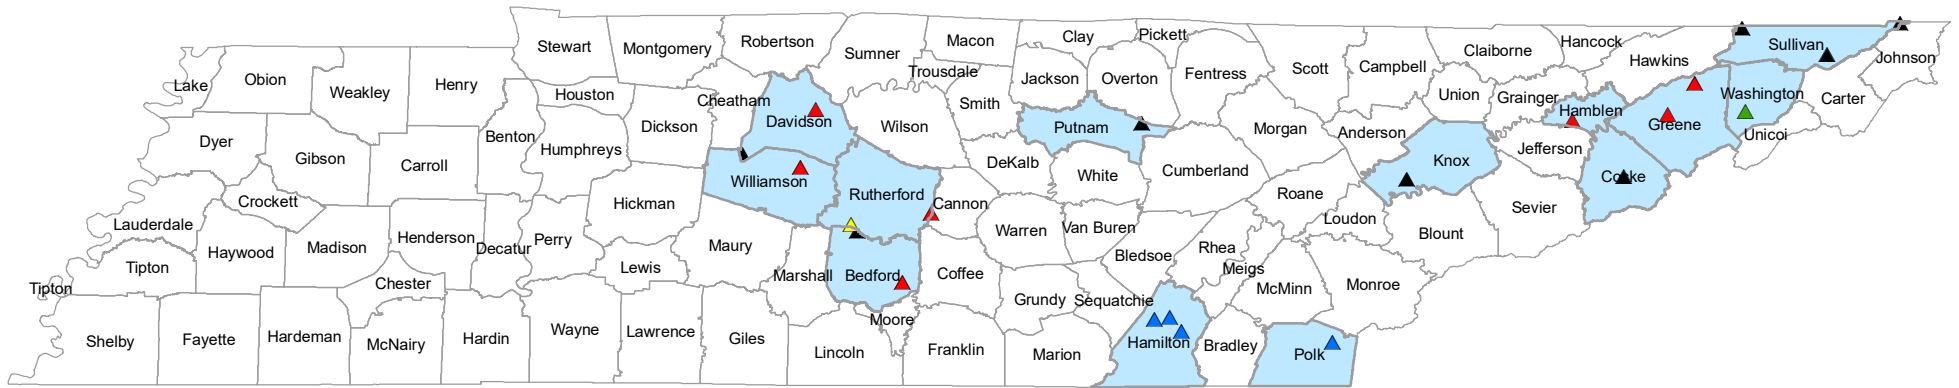 Stewart
Montgomery
Robertson
Sumner
Macon
Clay
Pickett
Claiborne
Hancock
Hawkins
Sullivan
Johnson
Lake
Obion
Weakley
Henry
Houston
Cheatham
Trousdale
Jackson
Overton
Fentress
Scott
Campbell
Union
Grainger
Hamblen
Washington
Carter
Dyer
Gibson
Carroll
Benton
Humphreys
Dickson
Davidson
Wilson
Smith
Putnam
Morgan
Anderson
Knox
Jefferson
Greene
Unicoi
Crockett
Williamson
Rutherford
DeKalb
White
Cumberland
Roane
Cocke
Lauderdale
Haywood
Madison
Henderson
Decatur
Perry
Hickman
Maury
Cannon
Warren
Van Buren
Loudon
Blount
Sevier
Tipton
Tipton
Chester
Lewis
Marshall
Bedford
Coffee
Grundy
Sequatchie
Bledsoe
Rhea
Meigs
McMinn
Monroe
Shelby
Fayette
Hardeman
McNairy
Hardin
Wayne
Lawrence
Giles
Lincoln
Moore
Franklin
Marion
Hamilton
Bradley
Polk